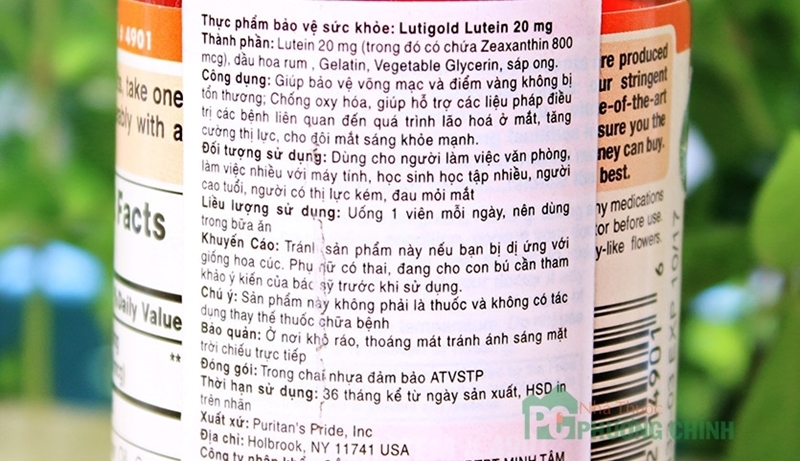 Thực phẩm bảo vệ sức khỏe: Lutigold Lutein 20 mg
Thành phần: Lutein 20 mg (trong đó có chứa Zeaxanthin 800
mcg), dầu hoa rum , Gelatin, Vegetable Glycerin, sáp ong.
Công dụng: Giúp bảo vệ võng mạc và điểm vàng không bị
tổn thương; Chống oxy hóa, giúp hỗ trợ các liệu pháp điều
trị các bệnh liên quan đến quá trình lão hoá ở mắt, tăng
cường thị lực, cho đôi mắt sáng khỏe mạnh.
Đối tượng sử dụng: Dùng cho người làm việc văn phòng,
làm việc nhiều với máy tính, học sinh học tập nhiều, người
cao tuổi, người có thị lực kém, đau mỏi mắt
Liều lượng sử dụng: Uống 1 viên mỗi ngày, nên dùng
trong bữa ăn
Khuyến Cáo: Tránh sản phẩm này nếu bạn bị dị ứng với
giống hoa cúc. Phụ nữ có thai, đang cho con bú cần tham
khảo ý kiến của bác sỹ trước khi sử dụng.
Chú ý: Sản phẩm này không phải là thuốc và không có tác
dụng thay thế thuốc chữa bệnh
Bảo quản: Ở nơi khô ráo, thoáng mát tránh ánh sáng mặt
trời chiếu trực tiếp
Đóng gói: Trong chai nhựa đảm bảo ATVSTP
Thời hạn sử dụng: 36 tháng kể từ ngày sản xuất, HSD in
trên nhãn
Xuất xứ: Puritan's Pride, Inc
Địa chỉ: Holbrook, NY 11741 USA
MINH TÂM
# 4901
take one
with a
Facts
Daily Value
**
are produced
ur stringent
e-of-the-art
sure you the
ney can buy.
best.
ny medications
tor before use.
y-like flowers.
EXP 10/17
Nhà Thuốc
PHƯƠNG CHÍNH